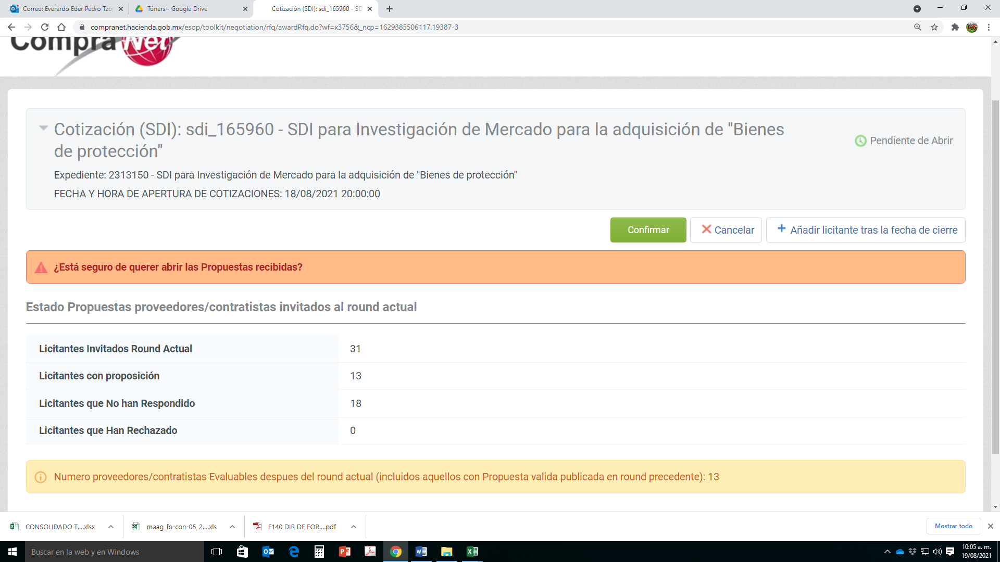 Correo: Everardo Eder Pedro Tzor
Tóners - Google Drive
Cotización (SDI): sdi_165960 - SD
compranet.hacienda.gob.mx/esop/toolkit/negotiation/rfq/awardRfq.do?wf=x3756&_ncp=1629385506117.19387-3
CompraNet
Cotización (SDI): sdi_165960 - SDI para Investigación de Mercado para la adquisición de "Bienes
de protección"
Pendiente de Abrir
Expediente: 2313150 - SDI para Investigación de Mercado para la adquisición de "Bienes de protección"
FECHA Y HORA DE APERTURA DE COTIZACIONES: 18/08/2021 20:00:00
Confirmar
Cancelar
Añadir licitante tras la fecha de cierre
¿Está seguro de querer abrir las Propuestas recibidas?
Estado Propuestas proveedores/contratistas invitados al round actual
Licitantes Invitados Round Actual 31
Licitantes con proposición 13
Licitantes que No han Respondido 18
Licitantes que Han Rechazado 0
Numero proveedores/contratistas Evaluables despues del round actual (incluidos aquellos con Propuesta valida publicada en round precedente): 13
CONSOLIDADO T....xlsx
maag_fo-con-05_2....xls
F140 DIR DE FOR....pdf
Mostrar todo
Buscar en la web y en Windows
10:05 a. m.
19/08/2021